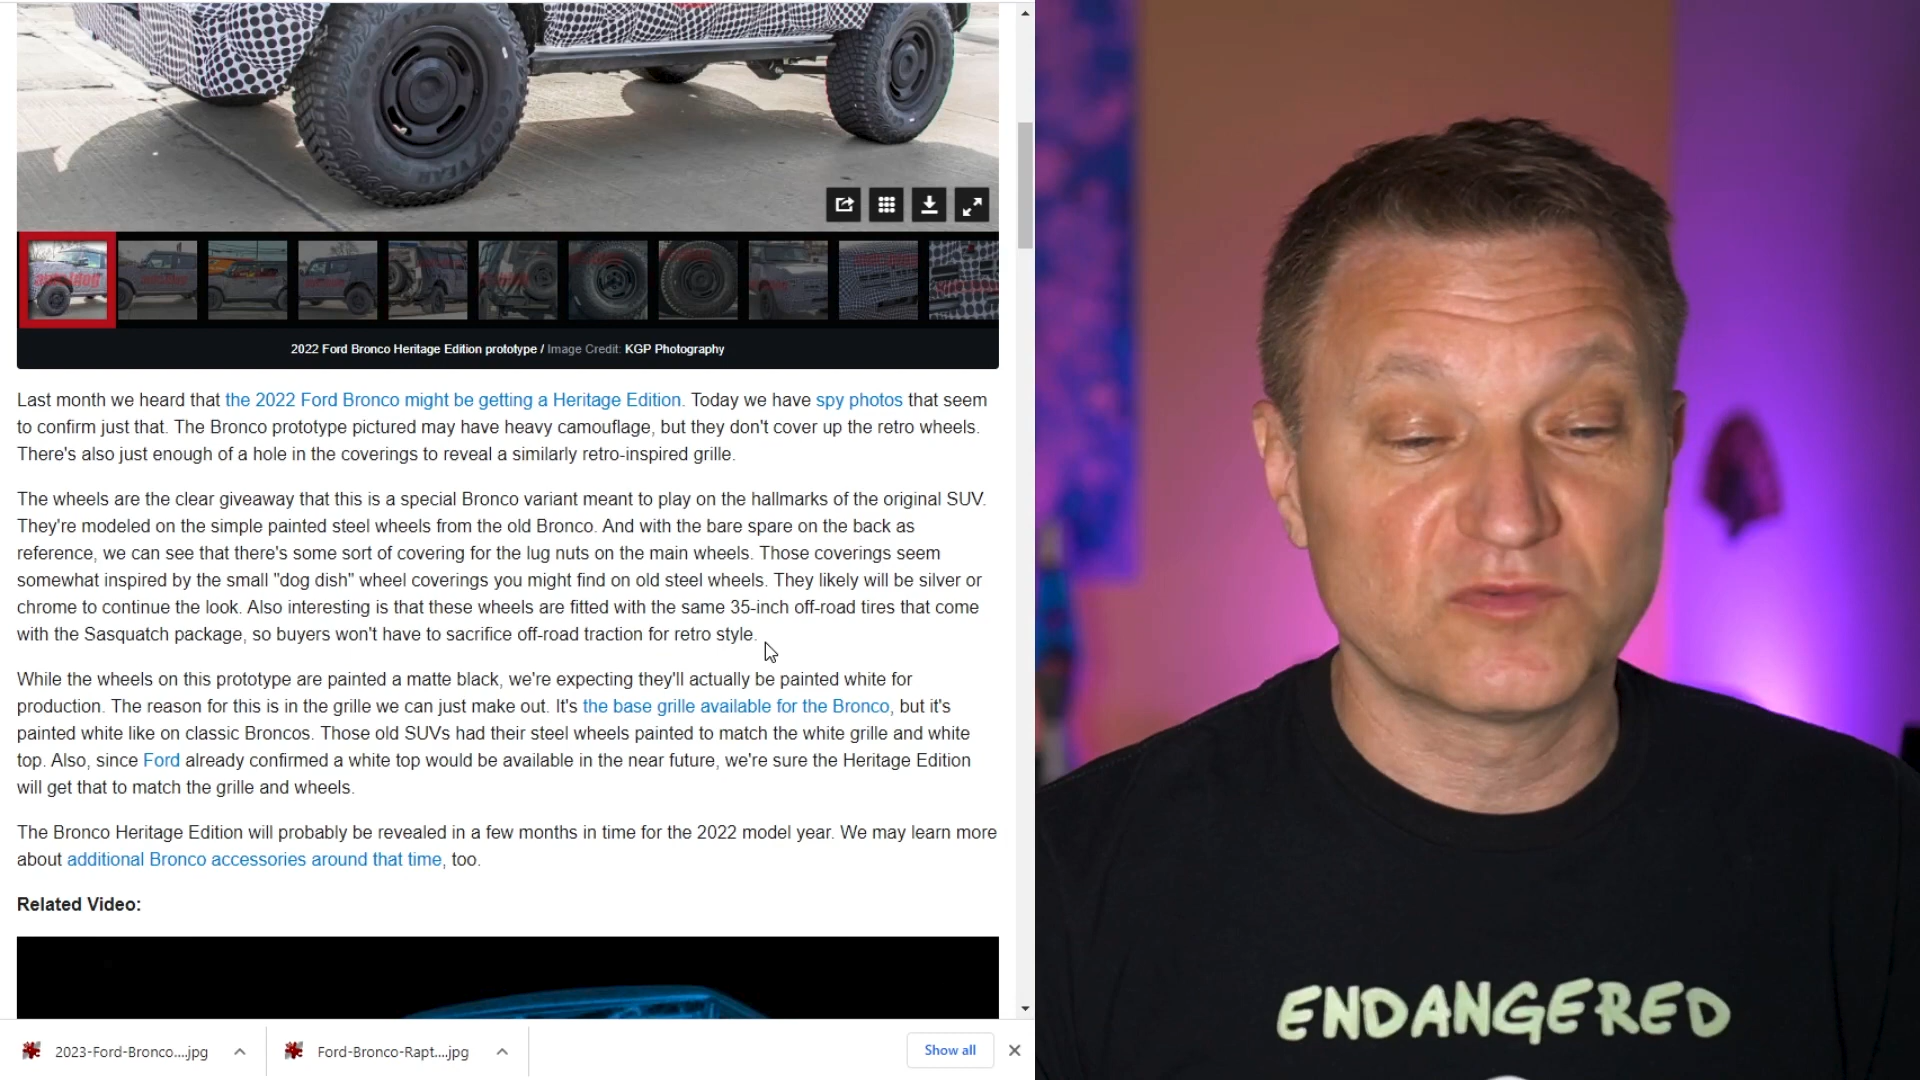 2022 Ford Bronco Heritage Edition prototype / Image Credit: KGP Photography
Last month we heard that the 2022 Ford Bronco might be getting a Heritage Edition. Today we have spy photos that seem
to confirm just that. The Bronco prototype pictured may have heavy camouflage, but they don't cover up the retro wheels.
There's also just enough of a hole in the coverings to reveal a similarly retro-inspired grille.
The wheels are the clear giveaway that this is a special Bronco variant meant to play on the hallmarks of the original SUV.
They're modeled on the simple painted steel wheels from the old Bronco. And with the bare spare on the back as
reference, we can see that there's some sort of covering for the lug nuts on the main wheels. Those coverings seem
somewhat inspired by the small "dog dish" wheel coverings you might find on old steel wheels. They likely will be silver or
chrome to continue the look. Also interesting is that these wheels are fitted with the same 35-inch off-road tires that come
with the Sasquatch package, so buyers won't have to sacrifice off-road traction for retro style.
While the wheels on this prototype are painted a matte black, we're expecting they'll actually be painted white for
production. The reason for this is in the grille we can just make out. It's the base grille available for the Bronco, but it's
painted white like on classic Broncos. Those old SUVs had their steel wheels painted to match the white grille and white
top. Also, since Ford already confirmed a white top would be available in the near future, we're sure the Heritage Edition
will get that to match the grille and wheels.
The Bronco Heritage Edition will probably be revealed in a few months in time for the 2022 model year. We may learn more
about additional Bronco accessories around that time, too.
Related Video:
2023-Ford-Bronco....jpg
Ford-Bronco-Rapt....jpg
Show all
ENDANGERED